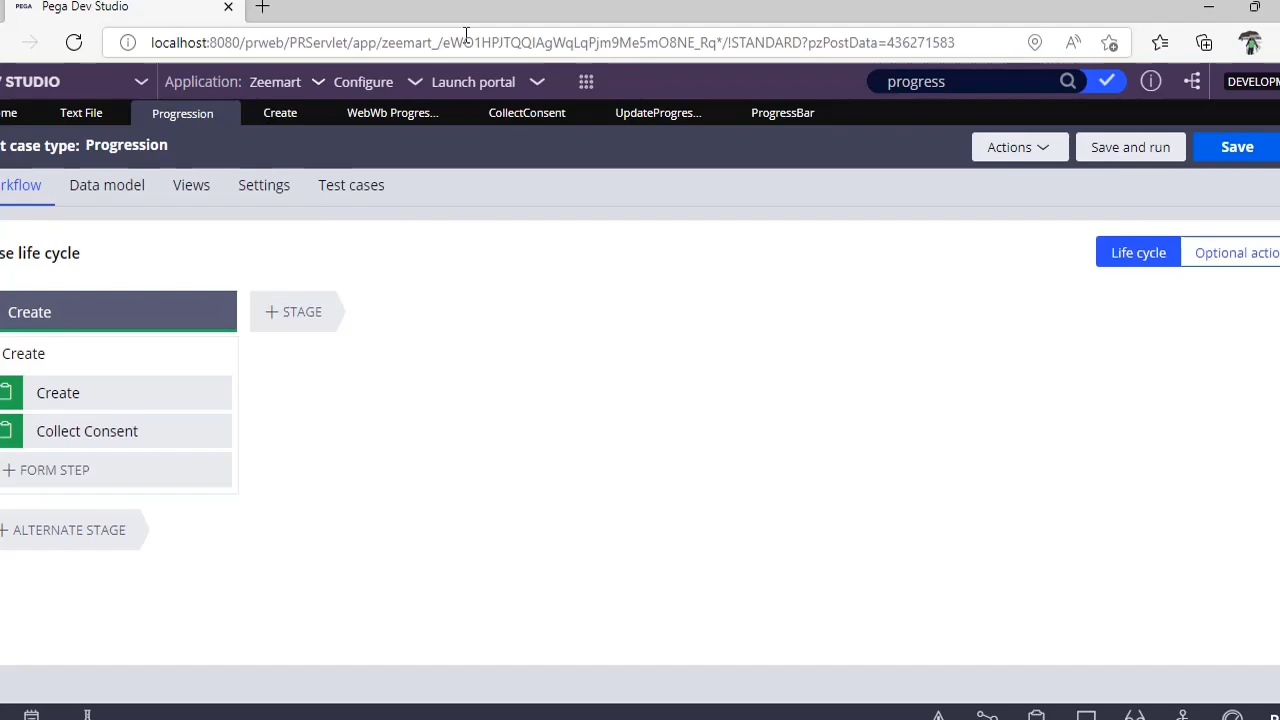 PEGA Pega Dev Studio
localhost:8080/prweb/PRServlet/app/zeemart_/eWO1HPJTQQIAgWqLqPjm9Me5mO8NE_Rq*/!STANDARD?pzPostData=436271583
STUDIO Application: Zeemart Configure Launch portal progress DEVELOPM
me Text File Progression Create WebWb Progres... CollectConsent UpdateProgres... ProgressBar
t case type: Progression Actions Save and run Save
rkflow Data model Views Settings Test cases
se life cycle Life cycle Optional actio
Create + STAGE
Create
Create
Collect Consent
+ FORM STEP
+ ALTERNATE STAGE